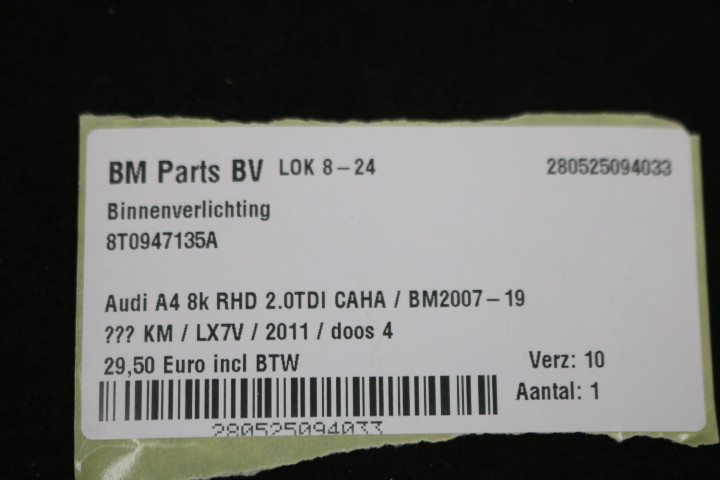 BM Parts BV LOK 8-24 280525094033
Binnenverlichting
8T0947135A
Audi A4 8k RHD 2.0TDI CAHA / BM2007-19
??? KM / LX7V / 2011 / doos 4
29,50 Euro incl BTW Verz: 10
Aantal: 1
280525094033